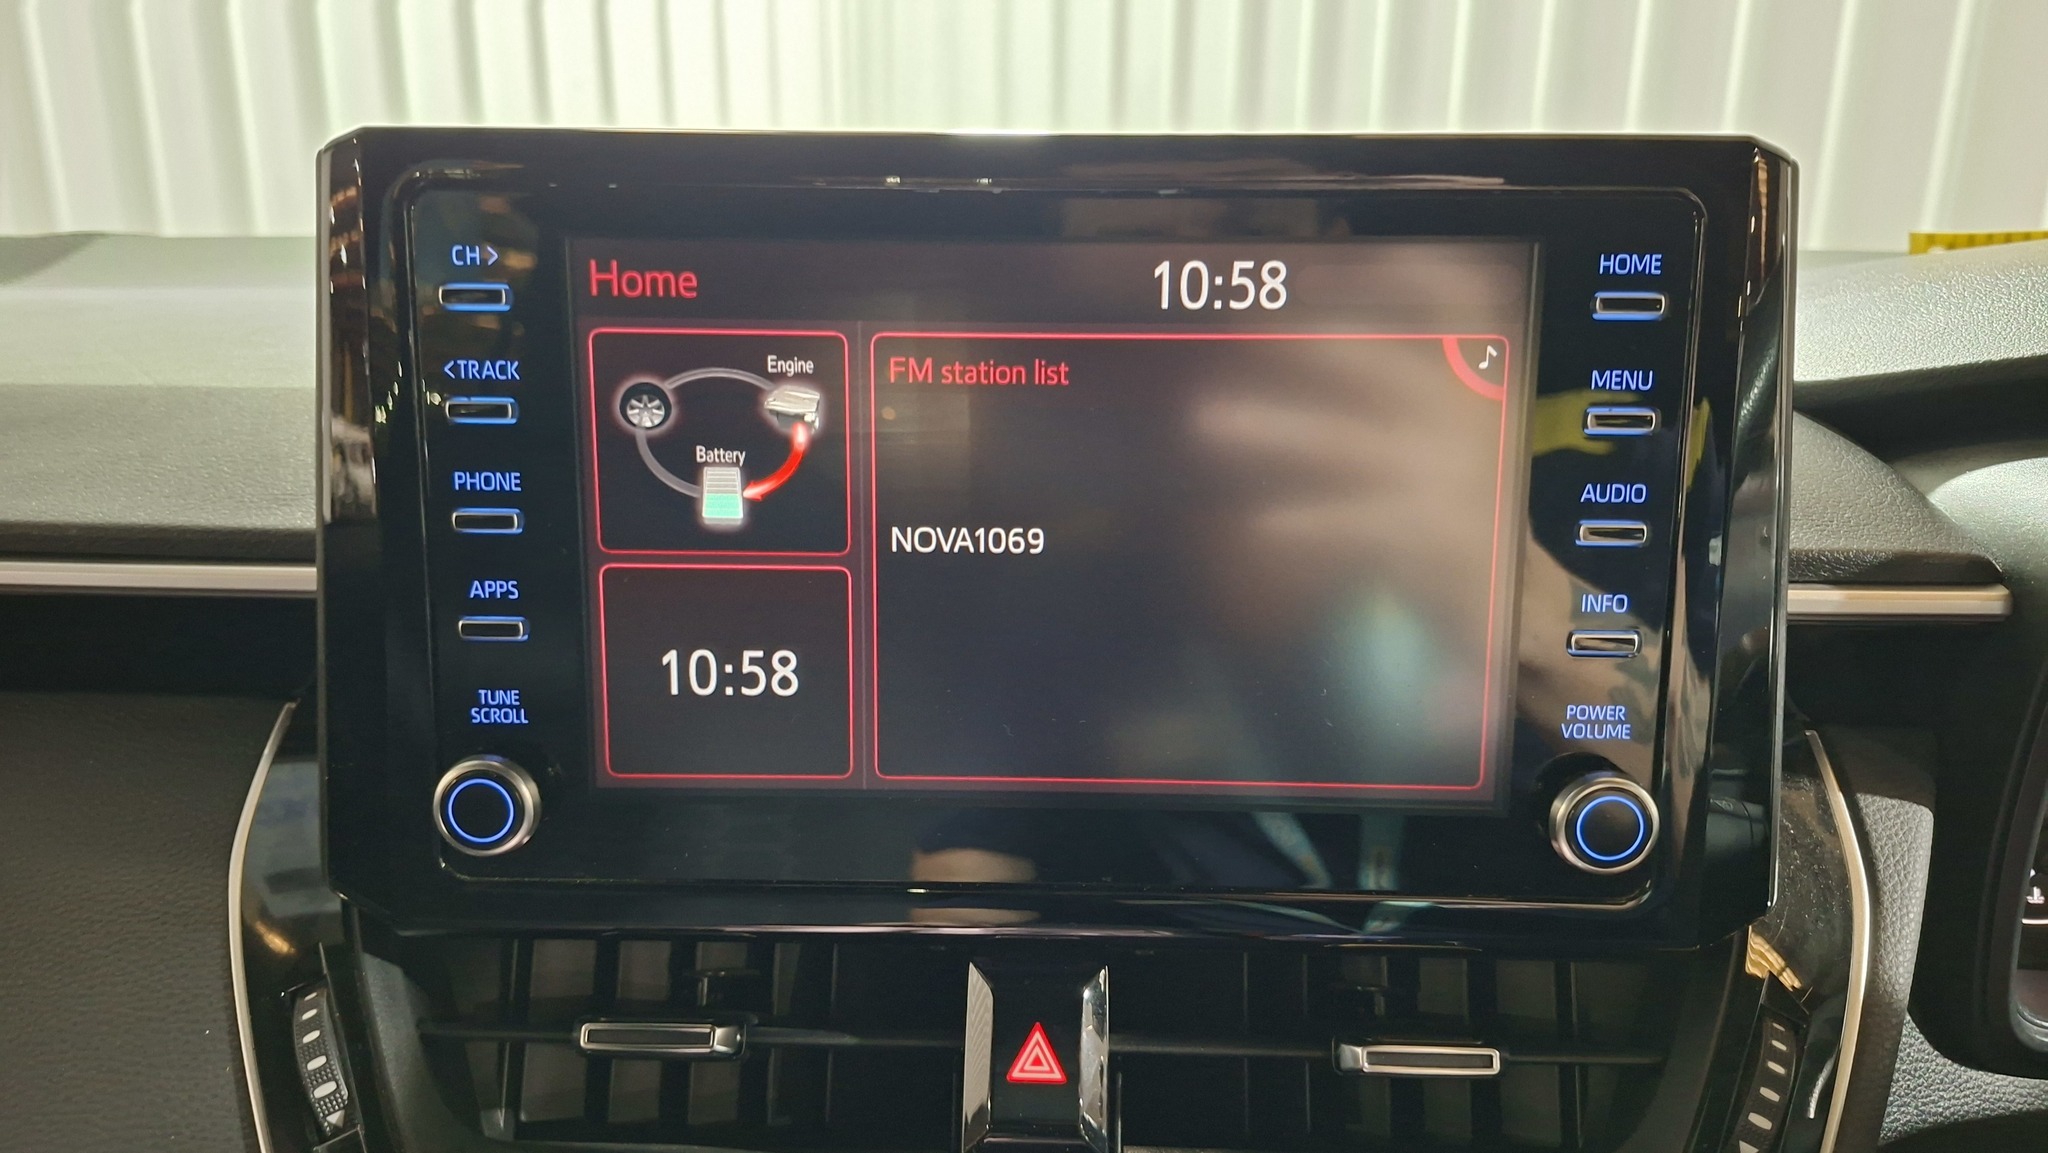 CH >
< TRACK
PHONE
APPS
TUNE
SCROLL
Home
10:58
Engine
Battery
10:58
FM station list
NOVA1069
HOME
MENU
AUDIO
INFO
POWER
VOLUME